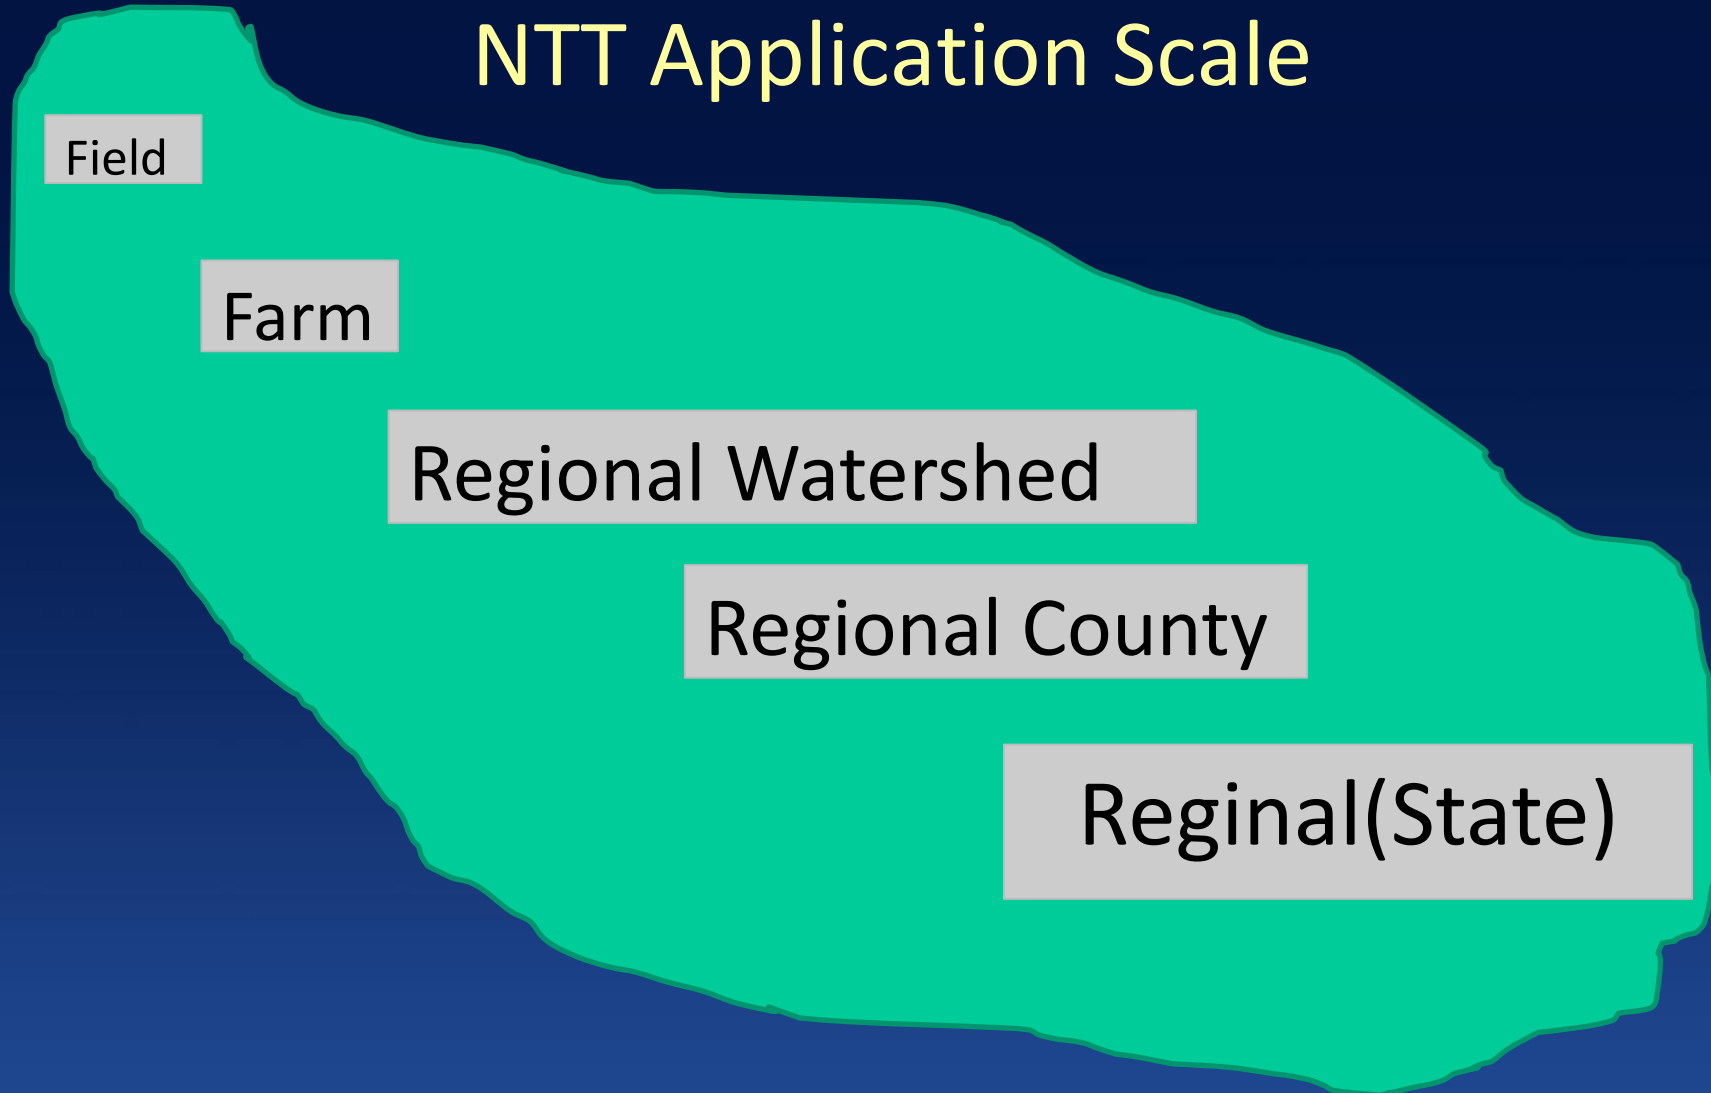 NTT Application Scale
Field
Farm
Regional Watershed
Regional County
Reginal(State)